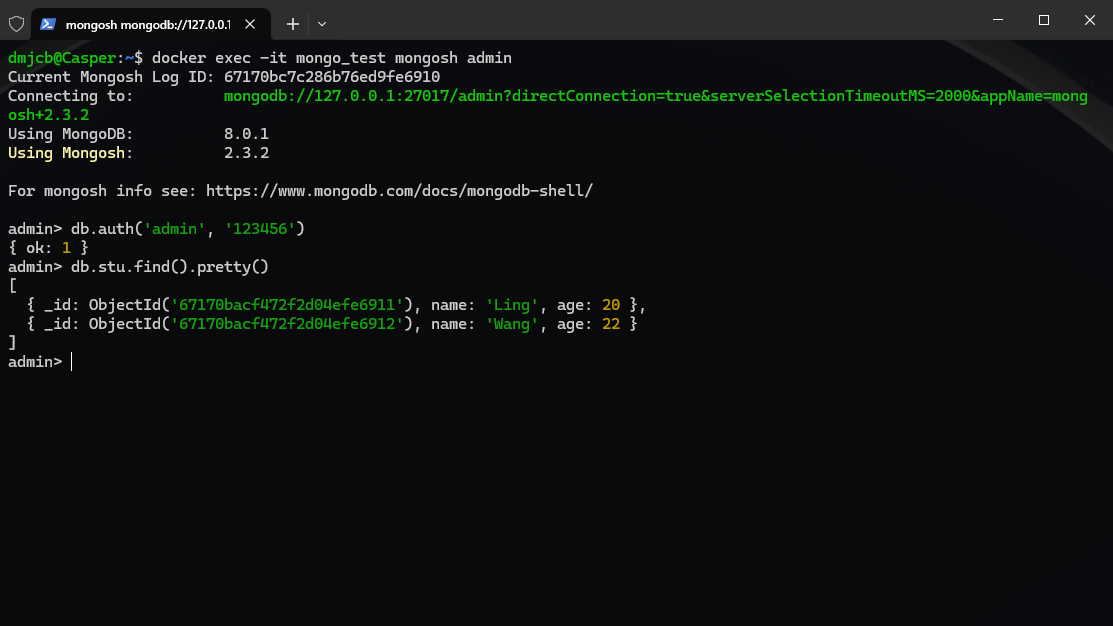 mongosh mongodb://127.0.0.1
dmjcb@Casper:~$ docker exec -it mongo_test mongosh admin
Current Mongosh Log ID: 67170bc7c286b76ed9fe6910
Connecting to:          mongodb://127.0.0.1:27017/admin?directConnection=true&serverSelectionTimeoutMS=2000&appName=mong
osh+2.3.2
Using MongoDB:          8.0.1
Using Mongosh:          2.3.2
For mongosh info see: https://www.mongodb.com/docs/mongodb-shell/
admin> db.auth('admin', '123456')
{ ok: 1 }
admin> db.stu.find().pretty()
[
  { _id: ObjectId('67170bacf472f2d04efe6911'), name: 'Ling', age: 20 },
  { _id: ObjectId('67170bacf472f2d04efe6912'), name: 'Wang', age: 22 }
]
admin>